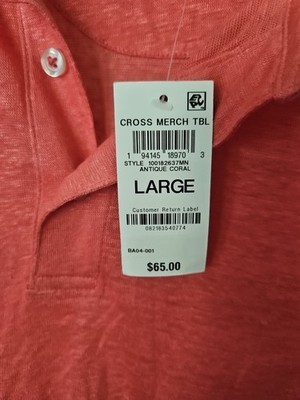 CROSS MERCH TBL
1 94145 18970 3
STYLE 100182637MN
ANTIQUE CORAL
LARGE
Customer Return Label
082183540774
BA04-001
$65.00